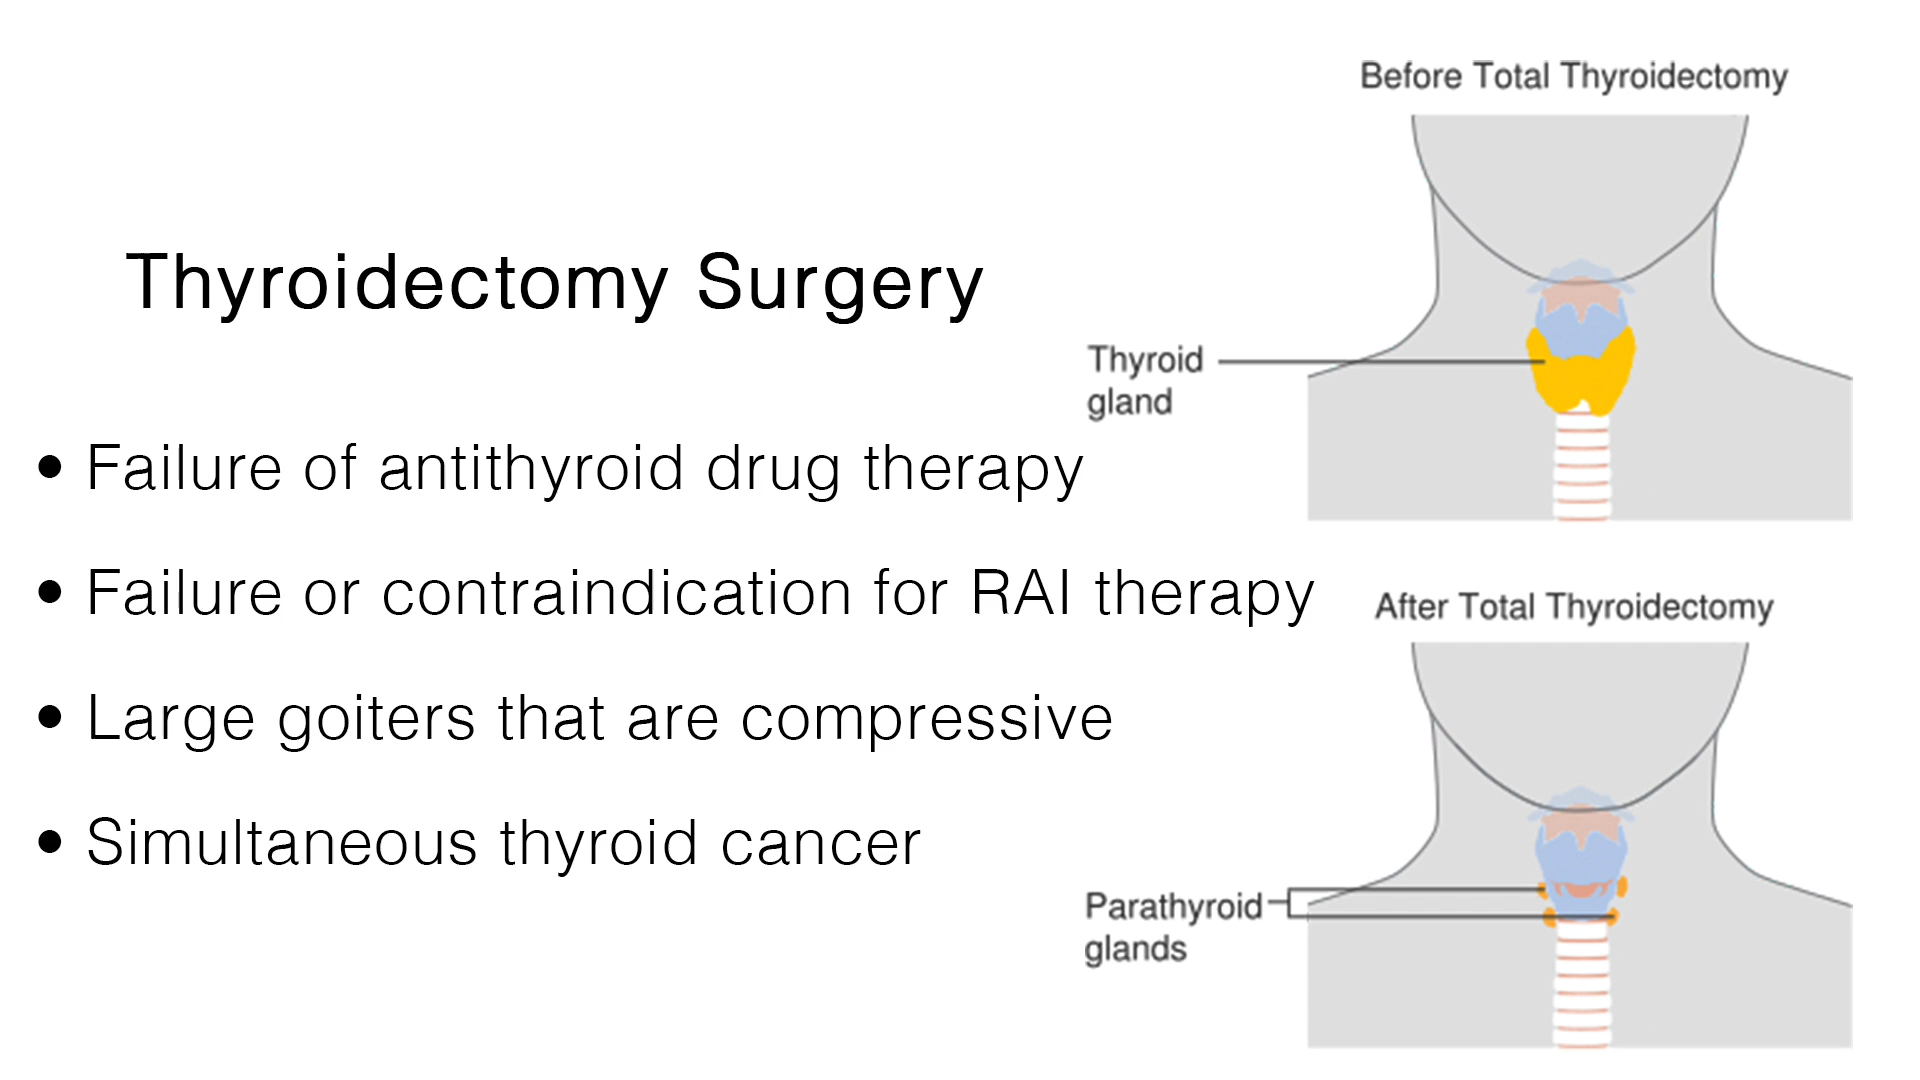 Thyroidectomy Surgery
• Failure of antithyroid drug therapy
• Failure or contraindication for RAI therapy
• Large goiters that are compressive
• Simultaneous thyroid cancer
Before Total Thyroidectomy
Thyroid
gland
After Total Thyroidectomy
Parathyroid
glands